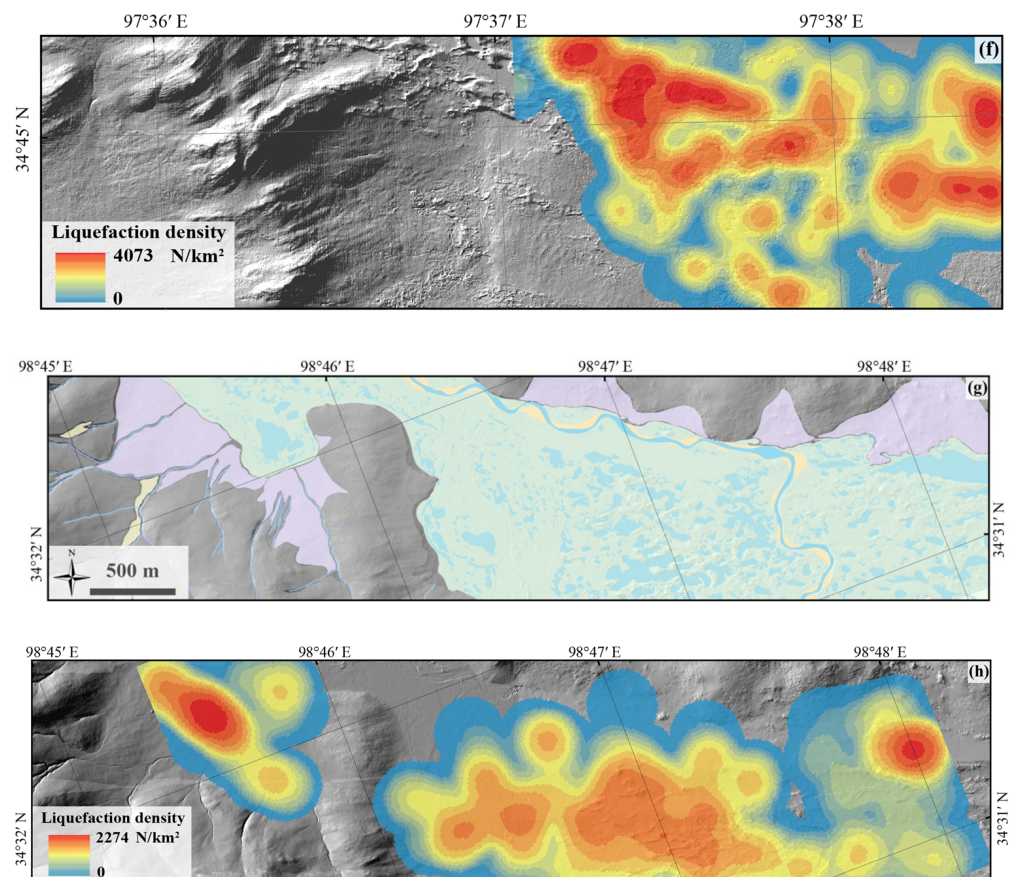 97°36′ E 97°37′ E 97°38′ E
(f)
34°45′ N
Liquefaction density
4073 N/km²
0
98°45′ E 98°46′ E 98°47′ E 98°48′ E
(g)
34°32′ N
34°31′ N
N
500 m
98°45′ E 98°46′ E 98°47′ E 98°48′ E
(h)
34°32′ N
34°31′ N
Liquefaction density
2274 N/km²
0